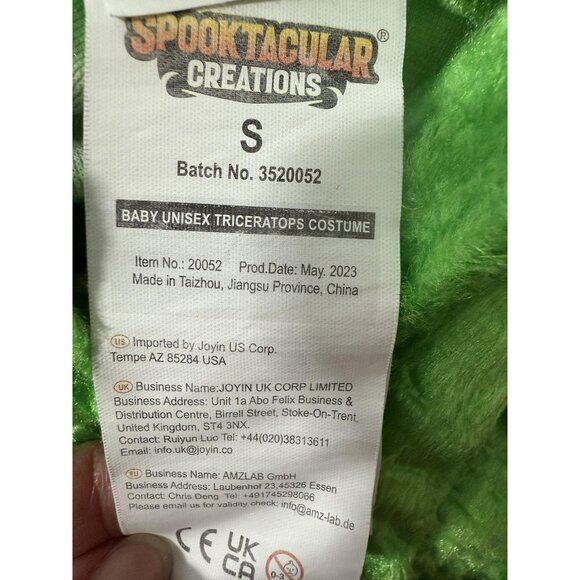 SPOOKTACULAR®
CREATIONS
S
Batch No. 3520052
BABY UNISEX TRICERATOPS COSTUME
Item No.: 20052 Prod.Date: May. 2023
Made in Taizhou, Jiangsu Province, China
US Imported by Joyin US Corp.
Tempe AZ 85284 USA
UK Business Name:JOYIN UK CORP LIMITED
Business Address: Unit 1a Abo Felix Business &
Distribution Centre, Birrell Street, Stoke-On-Trent,
United Kingdom, ST4 3NX.
Contact: Ruiyun Luo Tel: +44(020)38313611
Email: info.uk@joyin.co
EU Business Name: AMZLAB GmbH
Business Address: Laubenhof 23,45326 Essen
Contact: Chris Deng Tel: +491745298066
Please email us for validity check: info@amz-lab.de
CE UK
CA 0-3